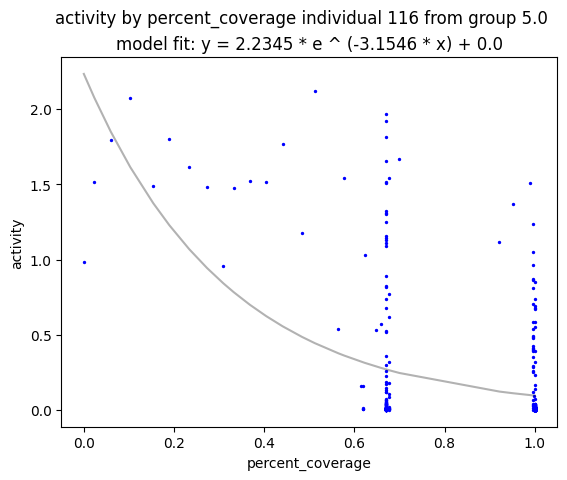 activity by percent_coverage individual 116 from group 5.0
model fit: y = 2.2345 * e ^ (-3.1546 * x) + 0.0
2.0
1.5
1.0
0.5
0.0
activity
0.0 0.2 0.4 0.6 0.8 1.0
percent_coverage